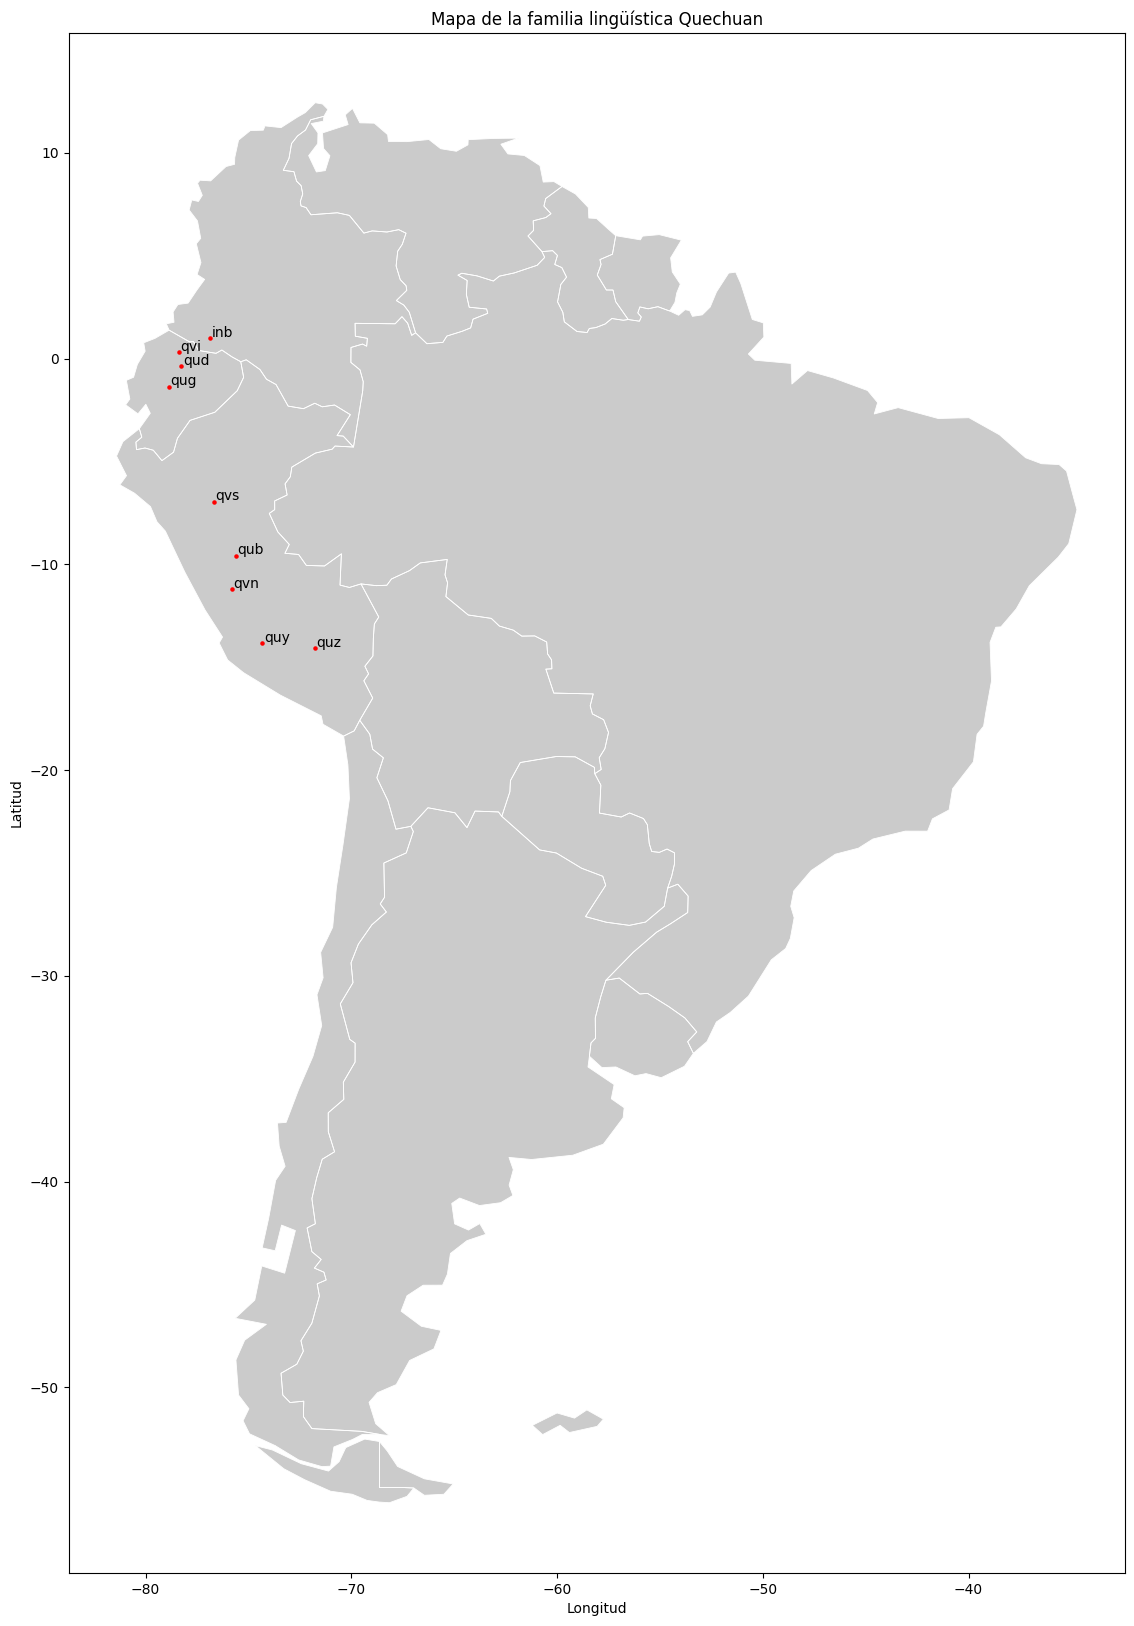 Mapa de la familia lingüística Quechuan
10
inb
qvi
0
qud
qug
qvs
qub
−10
qvn
quy
quz
−20
Latitud
−30
−40
−50
−80
−70
−60
−50
−40
Longitud